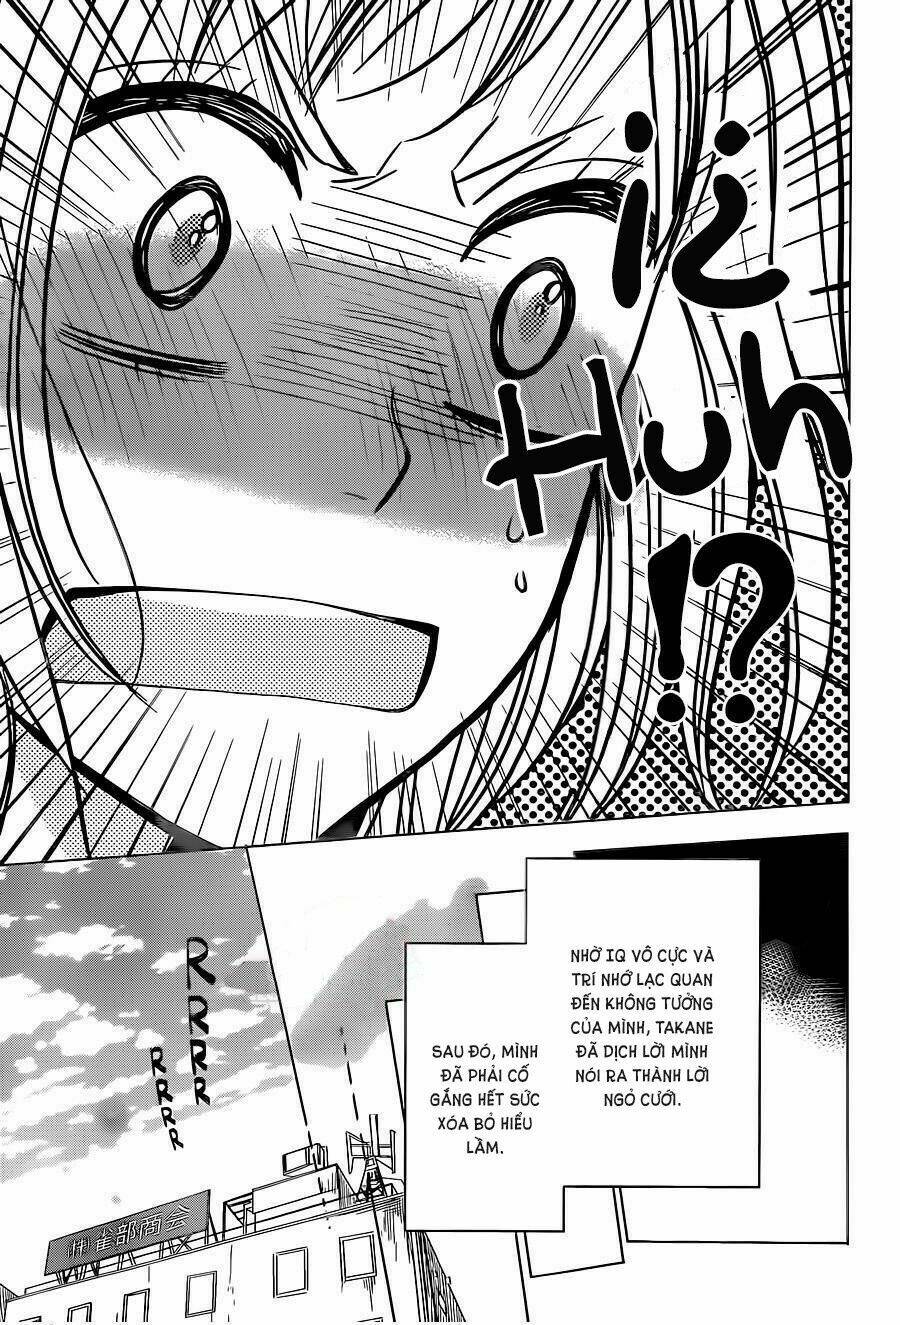 Huh
!?
NHỜ IQ VÔ CỰC VÀ
TRÍ NHỚ LẠC QUAN
ĐẾN KHÔNG TƯỞNG
CỦA MÌNH, TAKANE
ĐÃ DỊCH LỜI MÌNH
NÓI RA THÀNH LỜI
NGỎ CƯỚI.
SAU ĐÓ, MÌNH
ĐÃ PHẢI CỐ
GẮNG HẾT SỨC
XÓA BỎ HIỂU
LẦM.
RRRRR
RRRR
㈱雀部商会